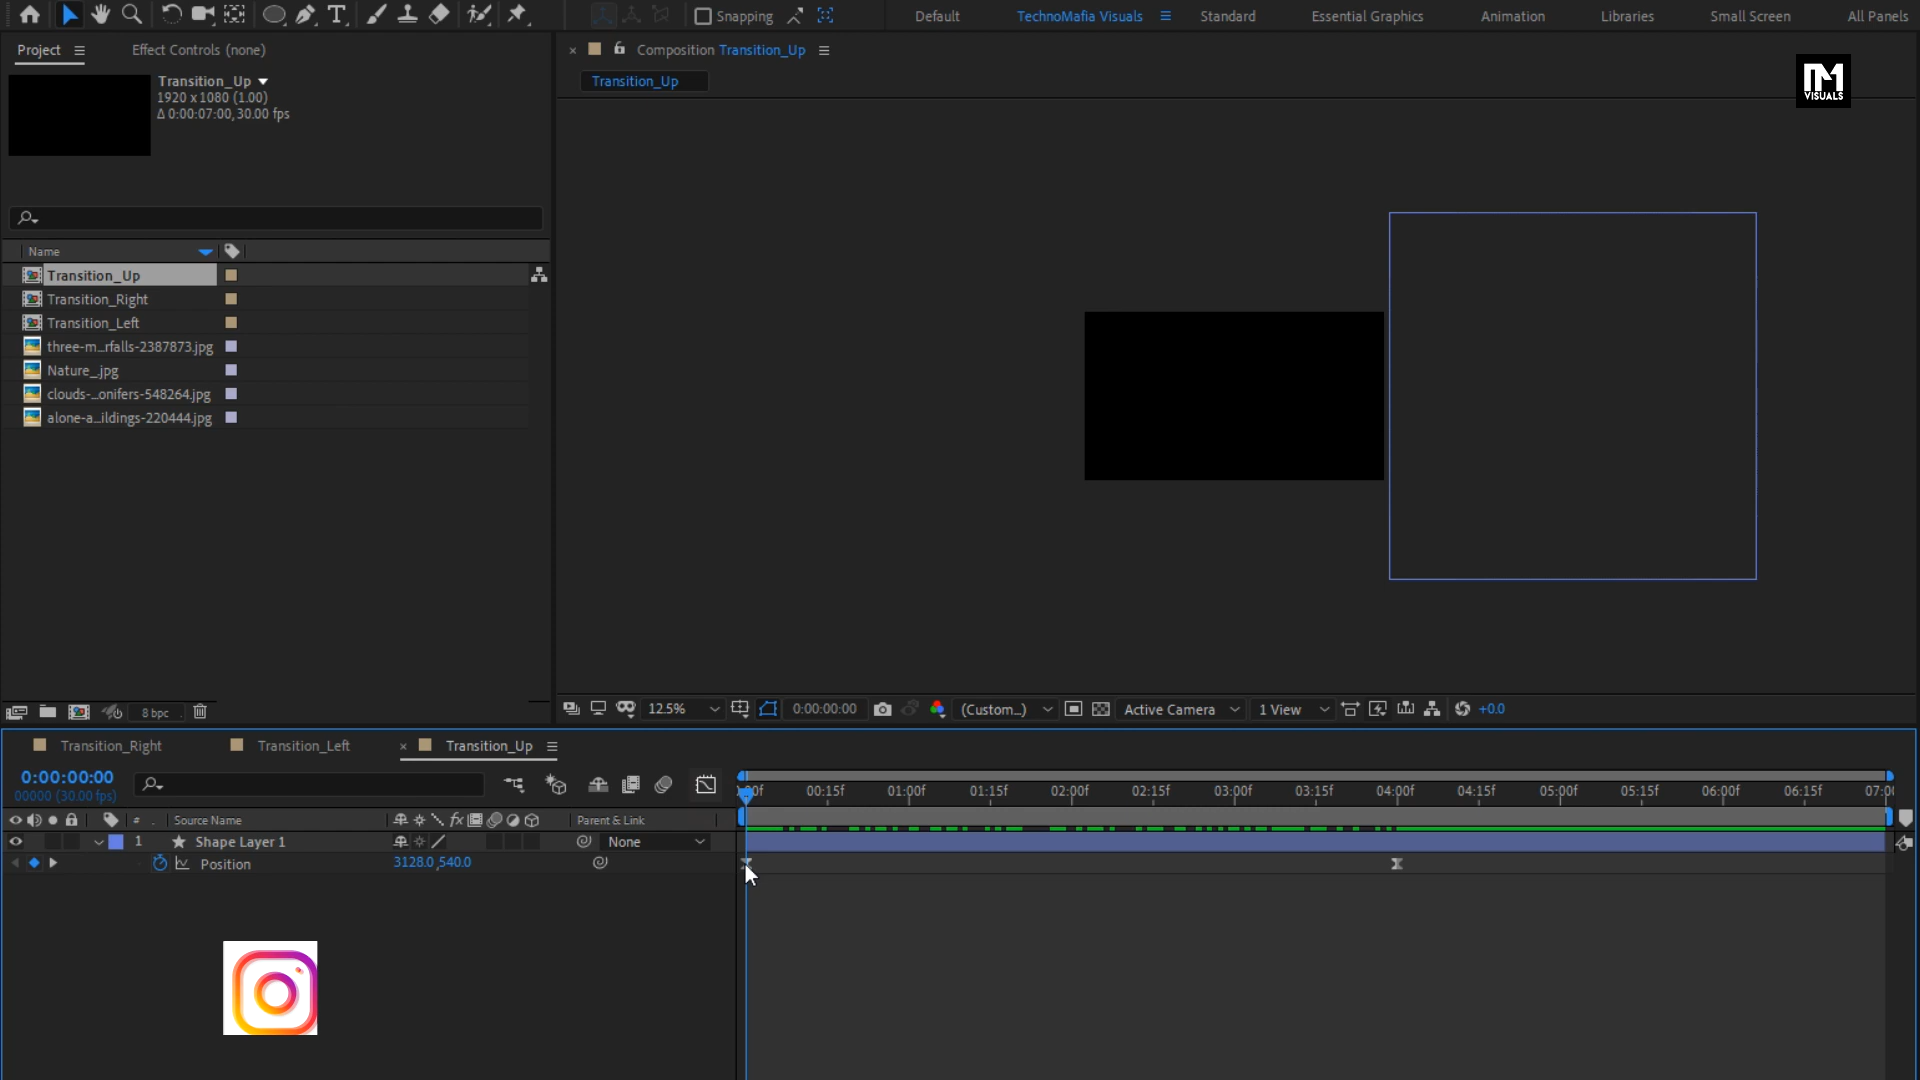 Snapping
Default
TechnoMafia Visuals
Standard
Essential Graphics
Animation
Libraries
Small Screen
All Panels
Project
Effect Controls (none)
Composition Transition_Up
Transition_Up
1920 x 1080 (1.00)
Δ 0:00:07:00, 30.00 fps
Transition_Up
VISUALS
Name
Transition_Up
Transition_Right
Transition_Left
three-m...rfalls-2387873.jpg
Nature_.jpg
clouds-...onifers-548264.jpg
alone-a...ildings-220444.jpg
8 bpc
12.5%
0:00:00:00
(Custom...)
Active Camera
1 View
+0.0
Transition_Right
Transition_Left
Transition_Up
0:00:00:00
00000 (30.00 fps)
00:15f
01:00f
01:15f
02:00f
02:15f
03:00f
03:15f
04:00f
04:15f
05:00f
05:15f
06:00f
06:15f
#
Source Name
fx
Parent & Link
1
Shape Layer 1
None
Position
3128.0,540.0